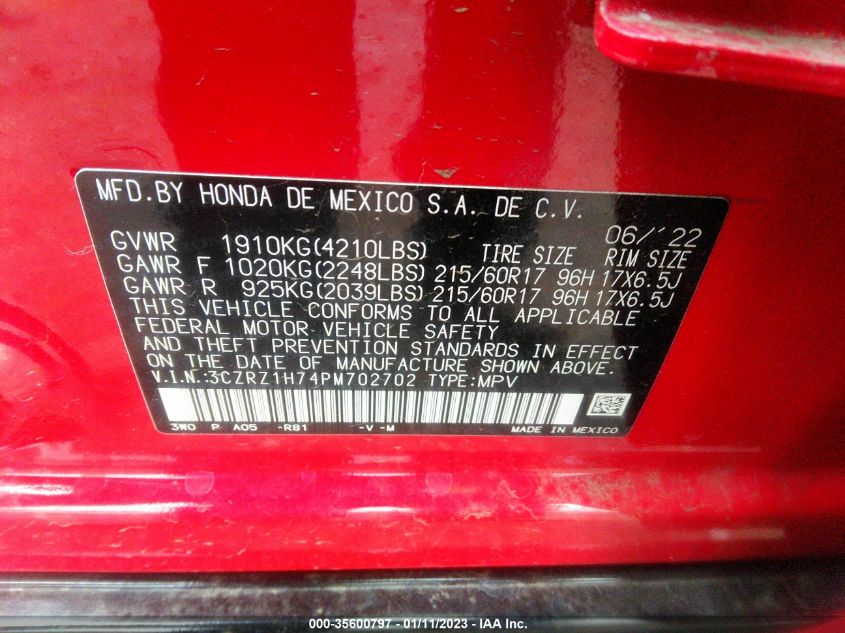 MFD.BY HONDA DE MEXICO S.A. DE C.V.
06/'22
GVWR 1910KG(4210LBS) TIRE SIZE RIM SIZE
GAWR F 1020KG(2248LBS) 215/60R17 96H 17X6.5J
GAWR R 925KG(2039LBS) 215/60R17 96H 17X6.5J
THIS VEHICLE CONFORMS TO ALL APPLICABLE
FEDERAL MOTOR VEHICLE SAFETY
AND THEFT PREVENTION STANDARDS IN EFFECT
ON THE DATE OF MANUFACTURE SHOWN ABOVE.
V.I.N.:3CZRZ1H74PM702702 TYPE:MPV
3W0 P A05 -R81 -V -M MADE IN MEXICO
000-35600797 - 01/11/2023 - IAA Inc.